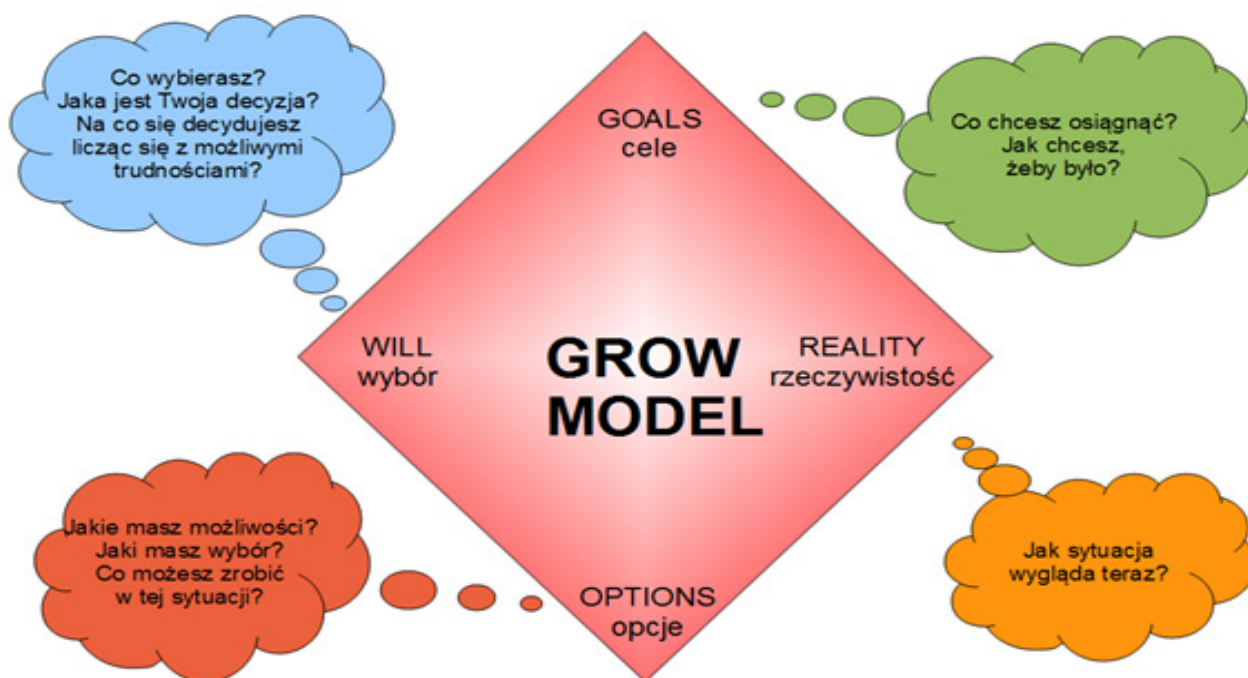 Co wybierasz?
Jaka jest Twoja decyzja?
Na co się decydujesz
licząc się z możliwymi
trudnościami?
GOALS
cele
Co chcesz osiągnąć?
Jak chcesz,
żeby było?
WILL
wybór
GROW
MODEL
REALITY
rzeczywistość
Jakie masz możliwości?
Jaki masz wybór?
Co możesz zrobić
w tej sytuacji?
OPTIONS
opcje
Jak sytuacja
wygląda teraz?